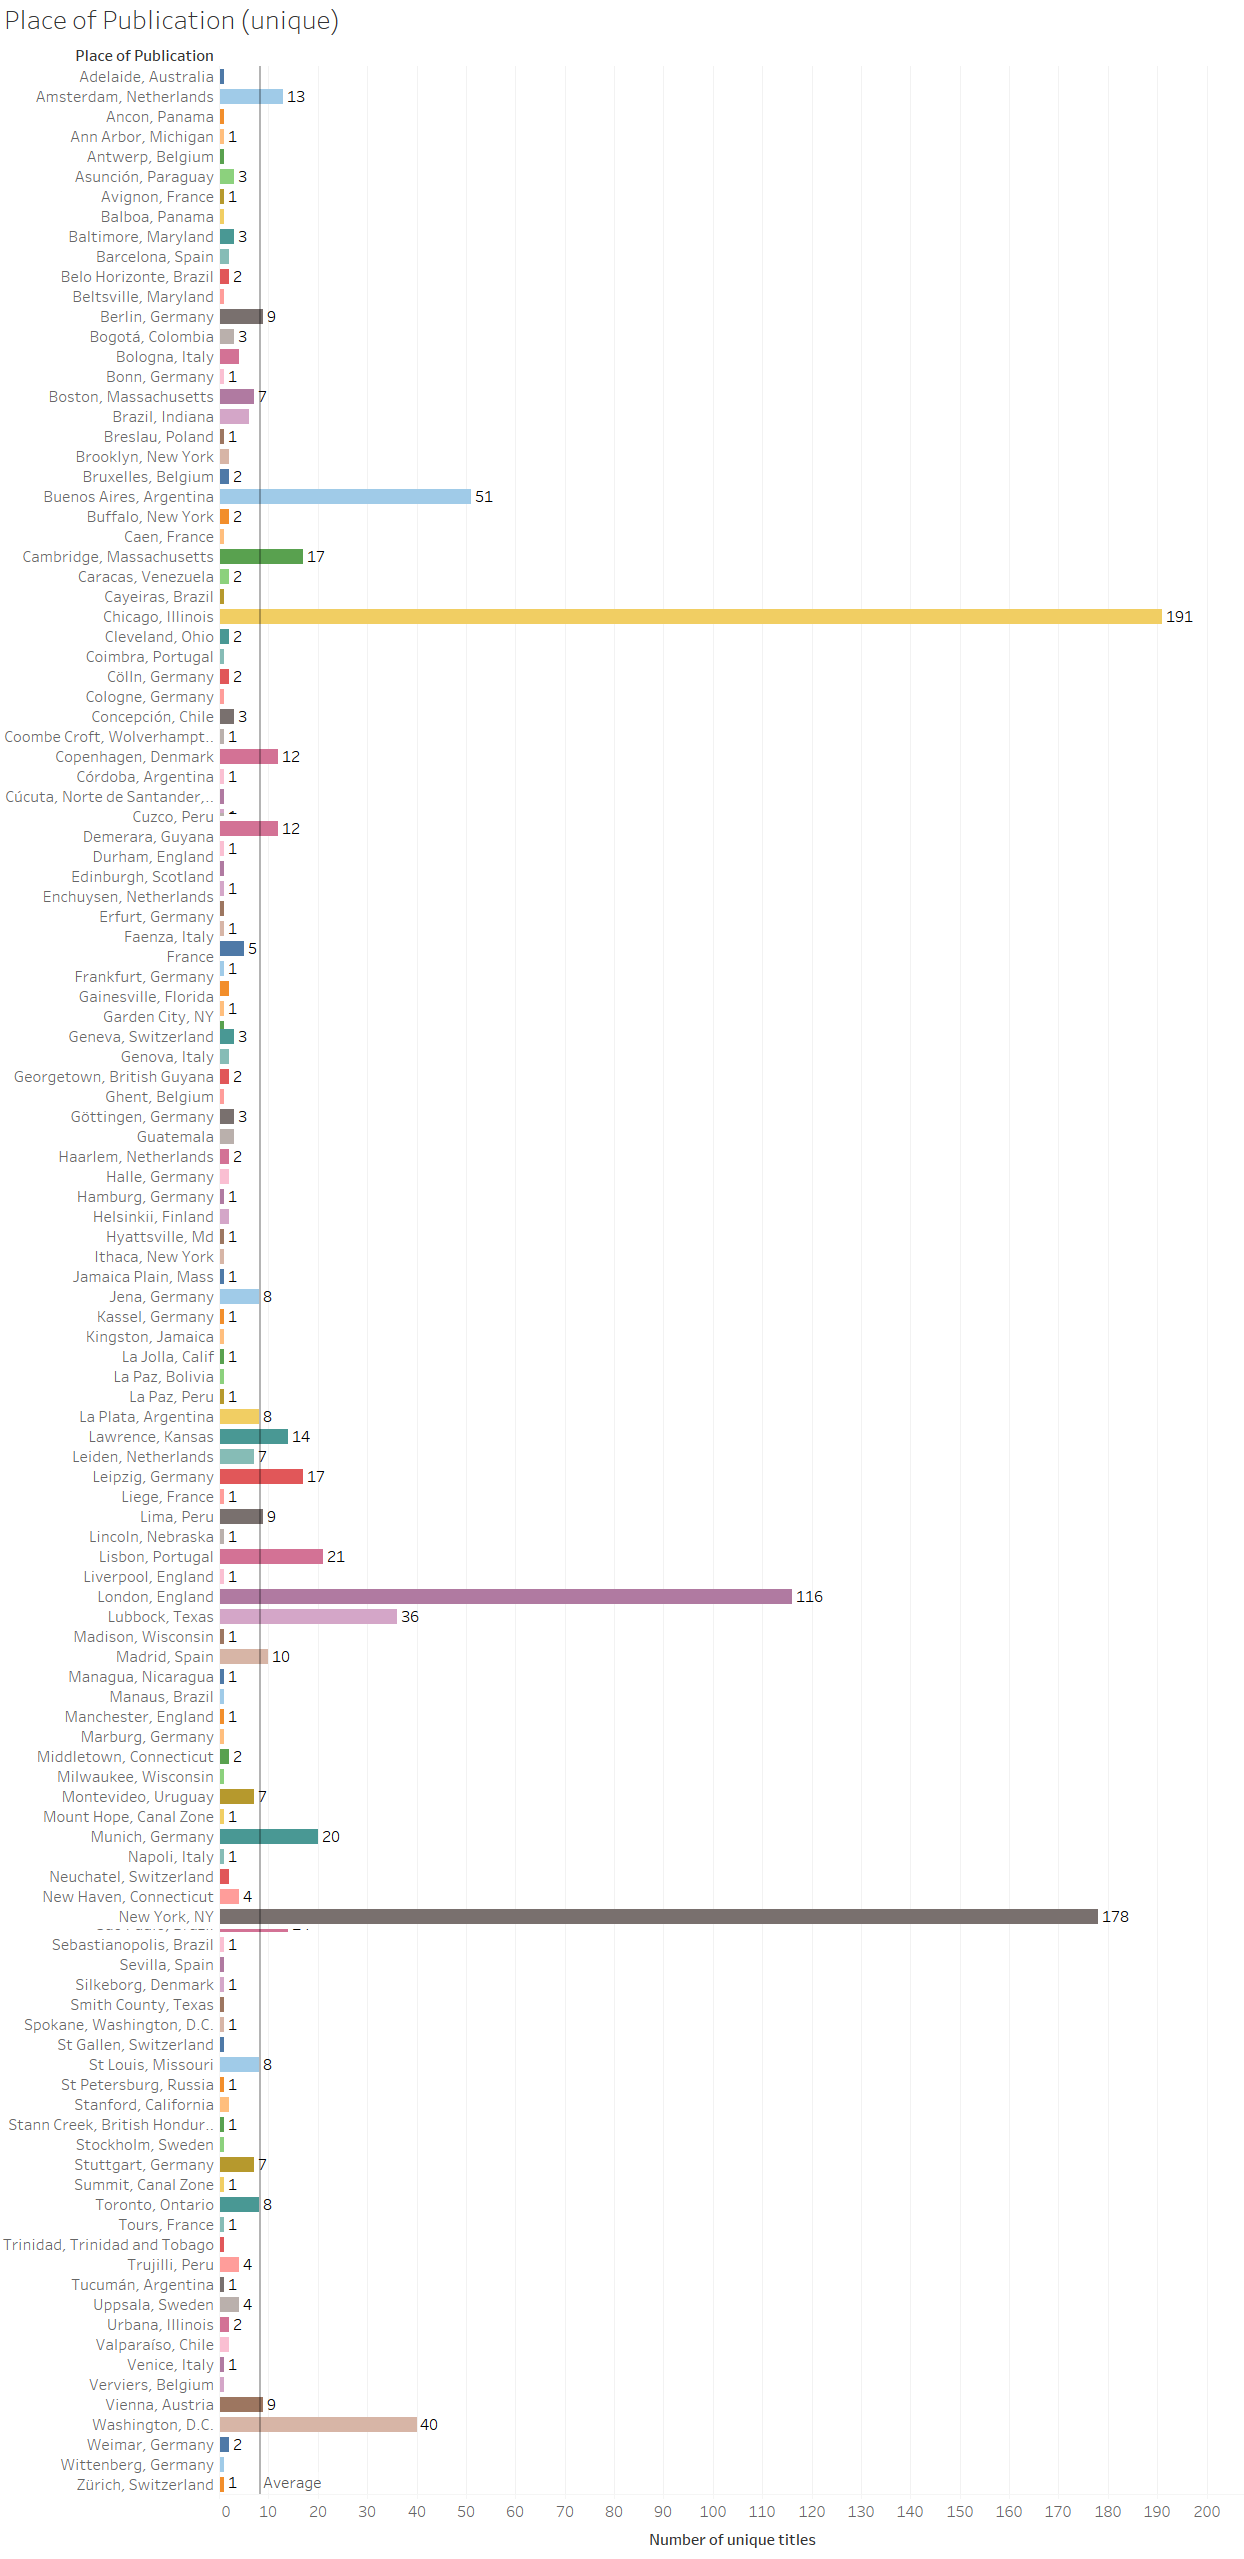 Place of Publication (unique)
Place of Publication
Adelaide, Australia
Amsterdam, Netherlands 13
Ancon, Panama
Ann Arbor, Michigan 1
Antwerp, Belgium
Asunción, Paraguay 3
Avignon, France 1
Balboa, Panama
Baltimore, Maryland 3
Barcelona, Spain
Belo Horizonte, Brazil 2
Beltsville, Maryland
Berlin, Germany 9
Bogotá, Colombia 3
Bologna, Italy
Bonn, Germany 1
Boston, Massachusetts 7
Brazil, Indiana
Breslau, Poland 1
Brooklyn, New York
Bruxelles, Belgium 2
Buenos Aires, Argentina 51
Buffalo, New York 2
Caen, France
Cambridge, Massachusetts 17
Caracas, Venezuela 2
Cayeiras, Brazil
Chicago, Illinois 191
Cleveland, Ohio 2
Coimbra, Portugal
Cölln, Germany 2
Cologne, Germany
Concepción, Chile 3
Coombe Croft, Wolverhampt.. 1
Copenhagen, Denmark 12
Córdoba, Argentina 1
Cúcuta, Norte de Santander,..
Cuzco, Peru
12
Demerara, Guyana
1
Durham, England
Edinburgh, Scotland
1
Enchuysen, Netherlands
Erfurt, Germany
1
Faenza, Italy
5
France
1
Frankfurt, Germany
Gainesville, Florida
1
Garden City, NY
Geneva, Switzerland 3
Genova, Italy
Georgetown, British Guyana 2
Ghent, Belgium
Göttingen, Germany 3
Guatemala
Haarlem, Netherlands 2
Halle, Germany
Hamburg, Germany 1
Helsinkii, Finland
Hyattsville, Md 1
Ithaca, New York
Jamaica Plain, Mass 1
Jena, Germany 8
Kassel, Germany 1
Kingston, Jamaica
La Jolla, Calif 1
La Paz, Bolivia
La Paz, Peru 1
La Plata, Argentina 8
Lawrence, Kansas 14
Leiden, Netherlands 7
Leipzig, Germany 17
Liege, France 1
Lima, Peru 9
Lincoln, Nebraska 1
Lisbon, Portugal 21
Liverpool, England 1
London, England 116
Lubbock, Texas 36
Madison, Wisconsin 1
Madrid, Spain 10
Managua, Nicaragua 1
Manaus, Brazil
Manchester, England 1
Marburg, Germany
Middletown, Connecticut 2
Milwaukee, Wisconsin
Montevideo, Uruguay 7
Mount Hope, Canal Zone 1
Munich, Germany 20
Napoli, Italy 1
Neuchatel, Switzerland
New Haven, Connecticut 4
New York, NY 178
Sebastianopolis, Brazil 1
Sevilla, Spain
Silkeborg, Denmark 1
Smith County, Texas
Spokane, Washington, D.C. 1
St Gallen, Switzerland
St Louis, Missouri 8
St Petersburg, Russia 1
Stanford, California
Stann Creek, British Hondur.. 1
Stockholm, Sweden
Stuttgart, Germany 7
Summit, Canal Zone 1
Toronto, Ontario 8
Tours, France 1
Trinidad, Trinidad and Tobago
Trujilli, Peru 4
Tucumán, Argentina 1
Uppsala, Sweden 4
Urbana, Illinois 2
Valparaíso, Chile
Venice, Italy 1
Verviers, Belgium
Vienna, Austria 9
Washington, D.C. 40
Weimar, Germany 2
Wittenberg, Germany
Zürich, Switzerland 1 Average
0 10 20 30 40 50 60 70 80 90 100 110 120 130 140 150 160 170 180 190 200
Number of unique titles